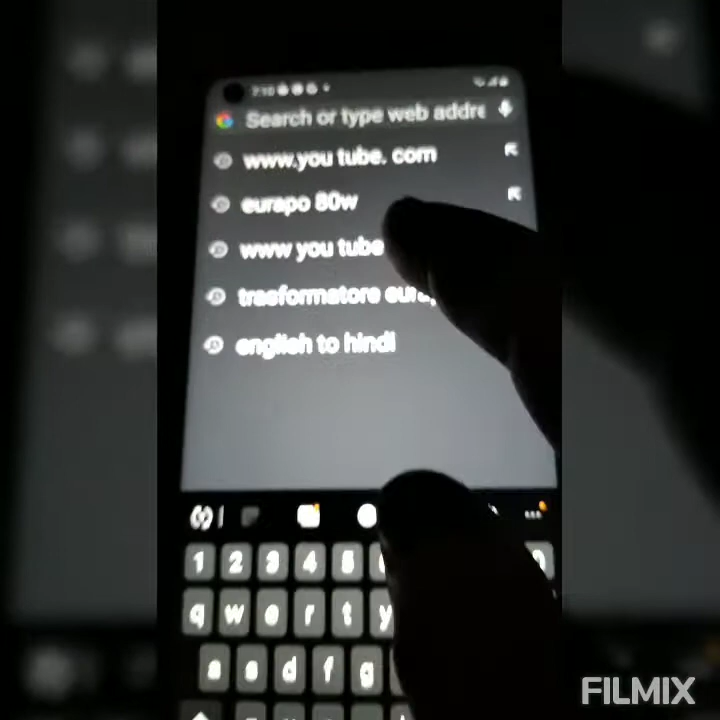 Search or type web addre
www.you tube. com
eurapo 80w
www you tube
trasformatore eura
english to hindi
1 2 3 4 5
q w e r t y
a s d f g
FILMIX